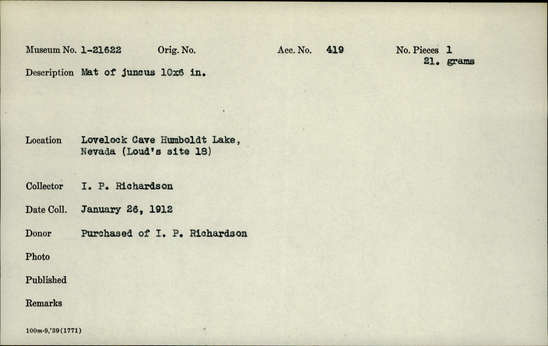 Museum No. 1-21622 Orig. No. Acc. No. 419 No. Pieces 1
21. grams
Description Mat of juncus 10x6 in.
Location Lovelock Cave Humboldt Lake,
Nevada (Loud's site 18)
Collector I. P. Richardson
Date Coll. January 26, 1912
Donor Purchased of I. P. Richardson
Photo
Published
Remarks
100m-9,'39(1771)